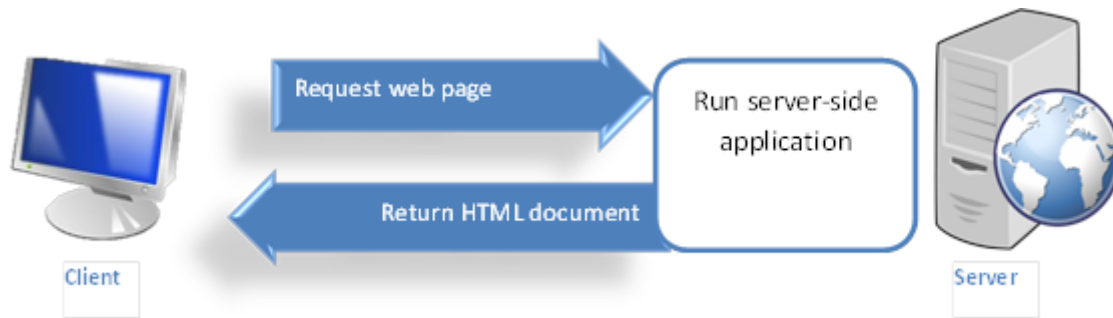 Request web page
Run server-side
application
Return HTML document
Client
Server